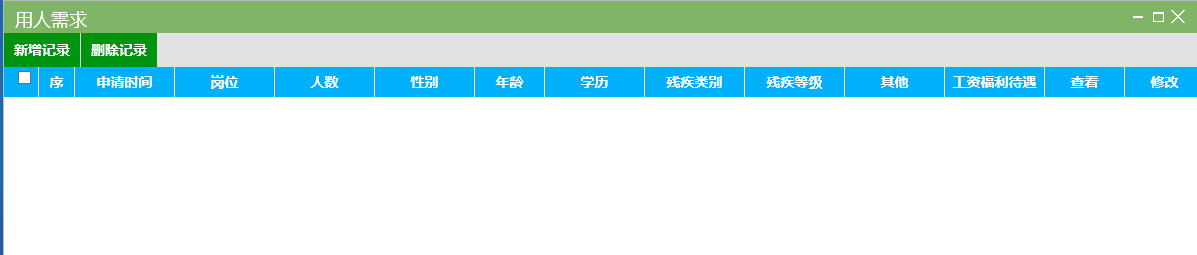 用人需求
新增记录 删除记录
序 申请时间 岗位 人数 性别 年龄 学历 残疾类别 残疾等级 其他 工资福利待遇 查看 修改